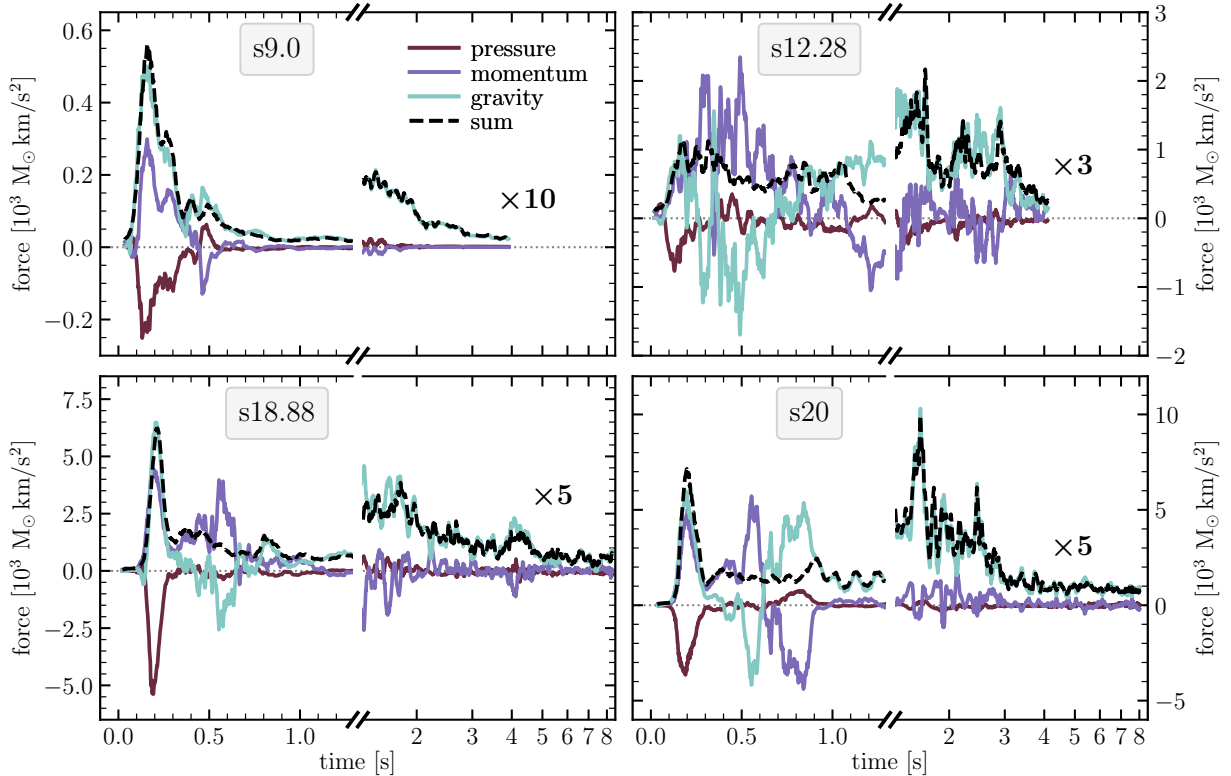 s9.0
pressure
momentum
gravity
sum
×10
0.6
0.4
0.2
0.0
−0.2
force [10³ M⊙ km/s²]
s12.28
×3
3
2
1
0
−1
−2
force [10³ M⊙ km/s²]
s18.88
×5
7.5
5.0
2.5
0.0
−2.5
−5.0
force [10³ M⊙ km/s²]
0.0 0.5 1.0 2 3 4 5 6 7 8
time [s]
s20
×5
10
5
0
−5
force [10³ M⊙ km/s²]
0.0 0.5 1.0 2 3 4 5 6 7 8
time [s]